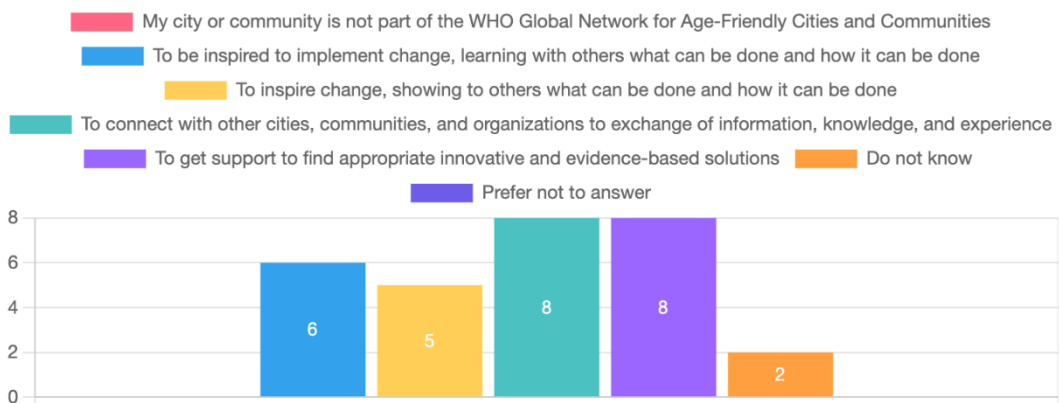 My city or community is not part of the WHO Global Network for Age-Friendly Cities and Communities
To be inspired to implement change, learning with others what can be done and how it can be done
To inspire change, showing to others what can be done and how it can be done
To connect with other cities, communities, and organizations to exchange of information, knowledge, and experience
To get support to find appropriate innovative and evidence-based solutions Do not know
Prefer not to answer
8
6
4
2
0
6
5
8
8
2